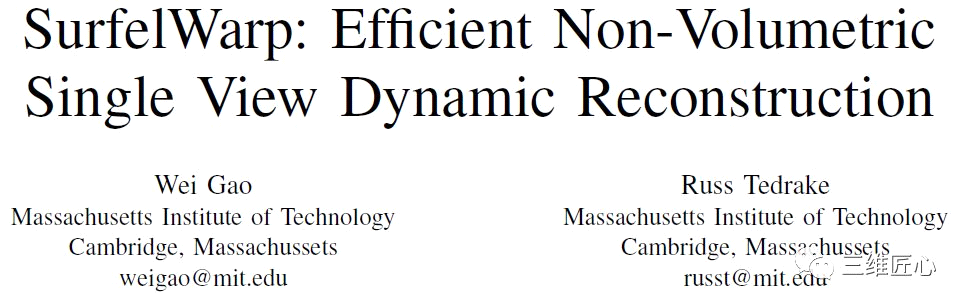 SurfelWarp: Efficient Non-Volumetric
Single View Dynamic Reconstruction
Wei Gao
Massachusetts Institute of Technology
Cambridge, Massachussets
weigao@mit.edu
Russ Tedrake
Massachusetts Institute of Technology
Cambridge, Massachussets
russt@mit.edu
三维匠心